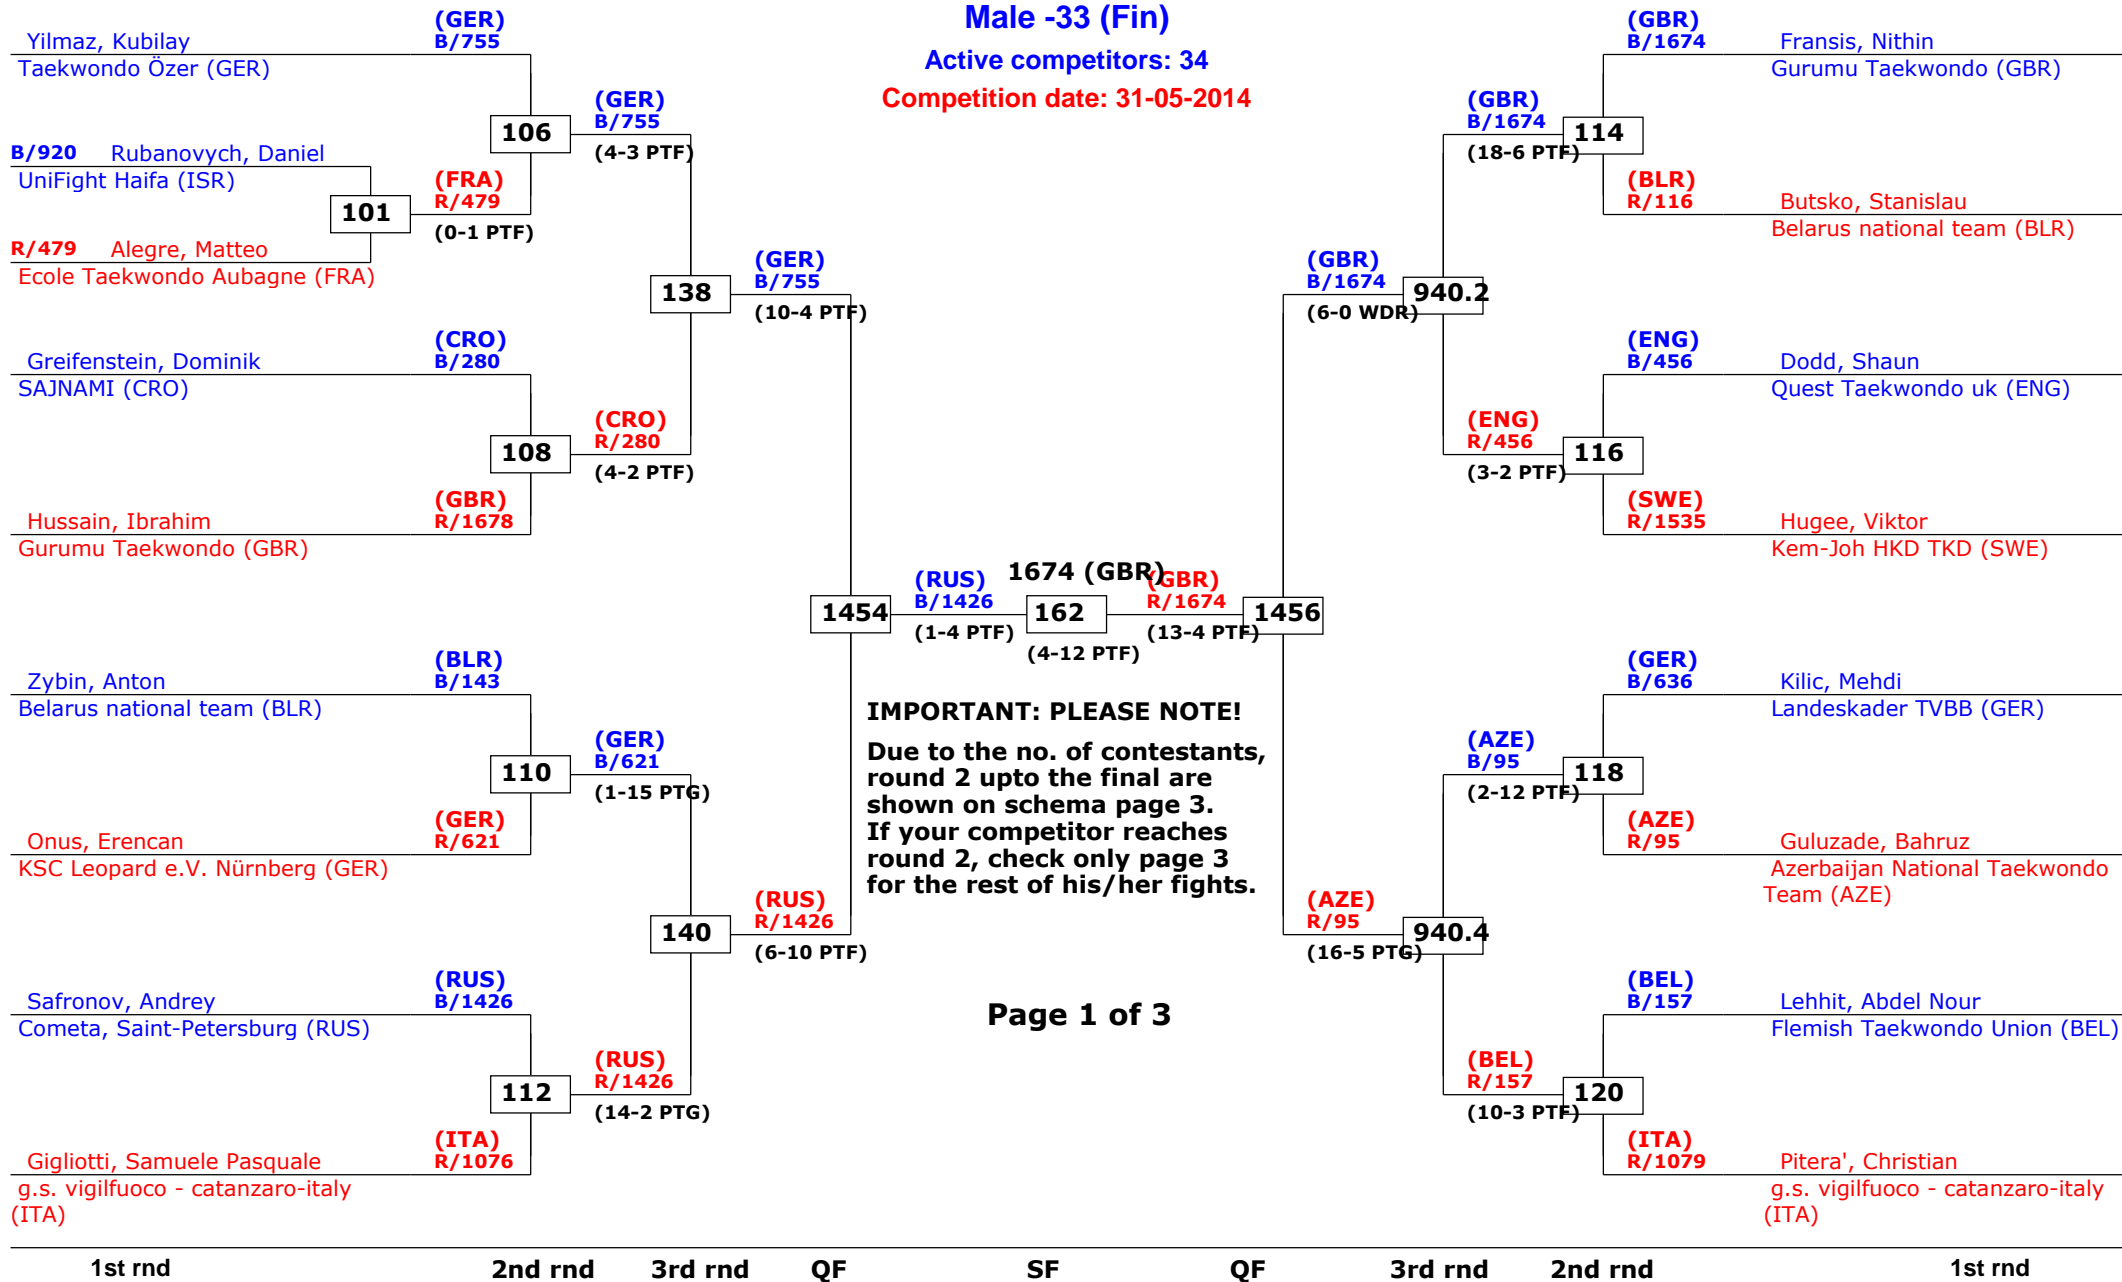 Male -33 (Fin)
Active competitors: 34
Competition date: 31-05-2014
Yilmaz, Kubilay
Taekwondo Özer (GER)
(GER)
B/755
B/920 Rubanovych, Daniel
UniFight Haifa (ISR)
101
R/479 Alegre, Matteo
Ecole Taekwondo Aubagne (FRA)
(FRA)
R/479
(0-1 PTF)
106
(GER)
B/755
(4-3 PTF)
Greifenstein, Dominik
SAJNAMI (CRO)
(CRO)
B/280
108
Hussain, Ibrahim
Gurumu Taekwondo (GBR)
(GBR)
R/1678
(CRO)
R/280
(4-2 PTF)
138
(GER)
B/755
(10-4 PTF)
Zybin, Anton
Belarus national team (BLR)
(BLR)
B/143
110
Onus, Erencan
KSC Leopard e.V. Nürnberg (GER)
(GER)
R/621
(GER)
B/621
(1-15 PTG)
Safronov, Andrey
Cometa, Saint-Petersburg (RUS)
(RUS)
B/1426
112
Gigliotti, Samuele Pasquale
g.s. vigilfuoco - catanzaro-italy
(ITA)
(ITA)
R/1076
(RUS)
R/1426
(14-2 PTG)
140
(RUS)
R/1426
(6-10 PTF)
1454
(RUS)
B/1426
(1-4 PTF)
1674 (GBR)
162
(4-12 PTF)
(GBR)
R/1674
(13-4 PTF)
1456
IMPORTANT: PLEASE NOTE!
Due to the no. of contestants,
round 2 upto the final are
shown on schema page 3.
If your competitor reaches
round 2, check only page 3
for the rest of his/her fights.
Page 1 of 3
(GBR)
B/1674
(6-0 WDR)
940.2
(GBR)
B/1674
(18-6 PTF)
114
(GBR)
B/1674
Fransis, Nithin
Gurumu Taekwondo (GBR)
(BLR)
R/116
Butsko, Stanislau
Belarus national team (BLR)
(ENG)
R/456
(3-2 PTF)
116
(ENG)
B/456
Dodd, Shaun
Quest Taekwondo uk (ENG)
(SWE)
R/1535
Hugee, Viktor
Kem-Joh HKD TKD (SWE)
(AZE)
R/95
(16-5 PTG)
940.4
(AZE)
B/95
(2-12 PTF)
118
(GER)
B/636
Kilic, Mehdi
Landeskader TVBB (GER)
(AZE)
R/95
Guluzade, Bahruz
Azerbaijan National Taekwondo
Team (AZE)
(BEL)
R/157
(10-3 PTF)
120
(BEL)
B/157
Lehhit, Abdel Nour
Flemish Taekwondo Union (BEL)
(ITA)
R/1079
Pitera', Christian
g.s. vigilfuoco - catanzaro-italy
(ITA)
1st rnd 2nd rnd 3rd rnd QF SF QF 3rd rnd 2nd rnd 1st rnd